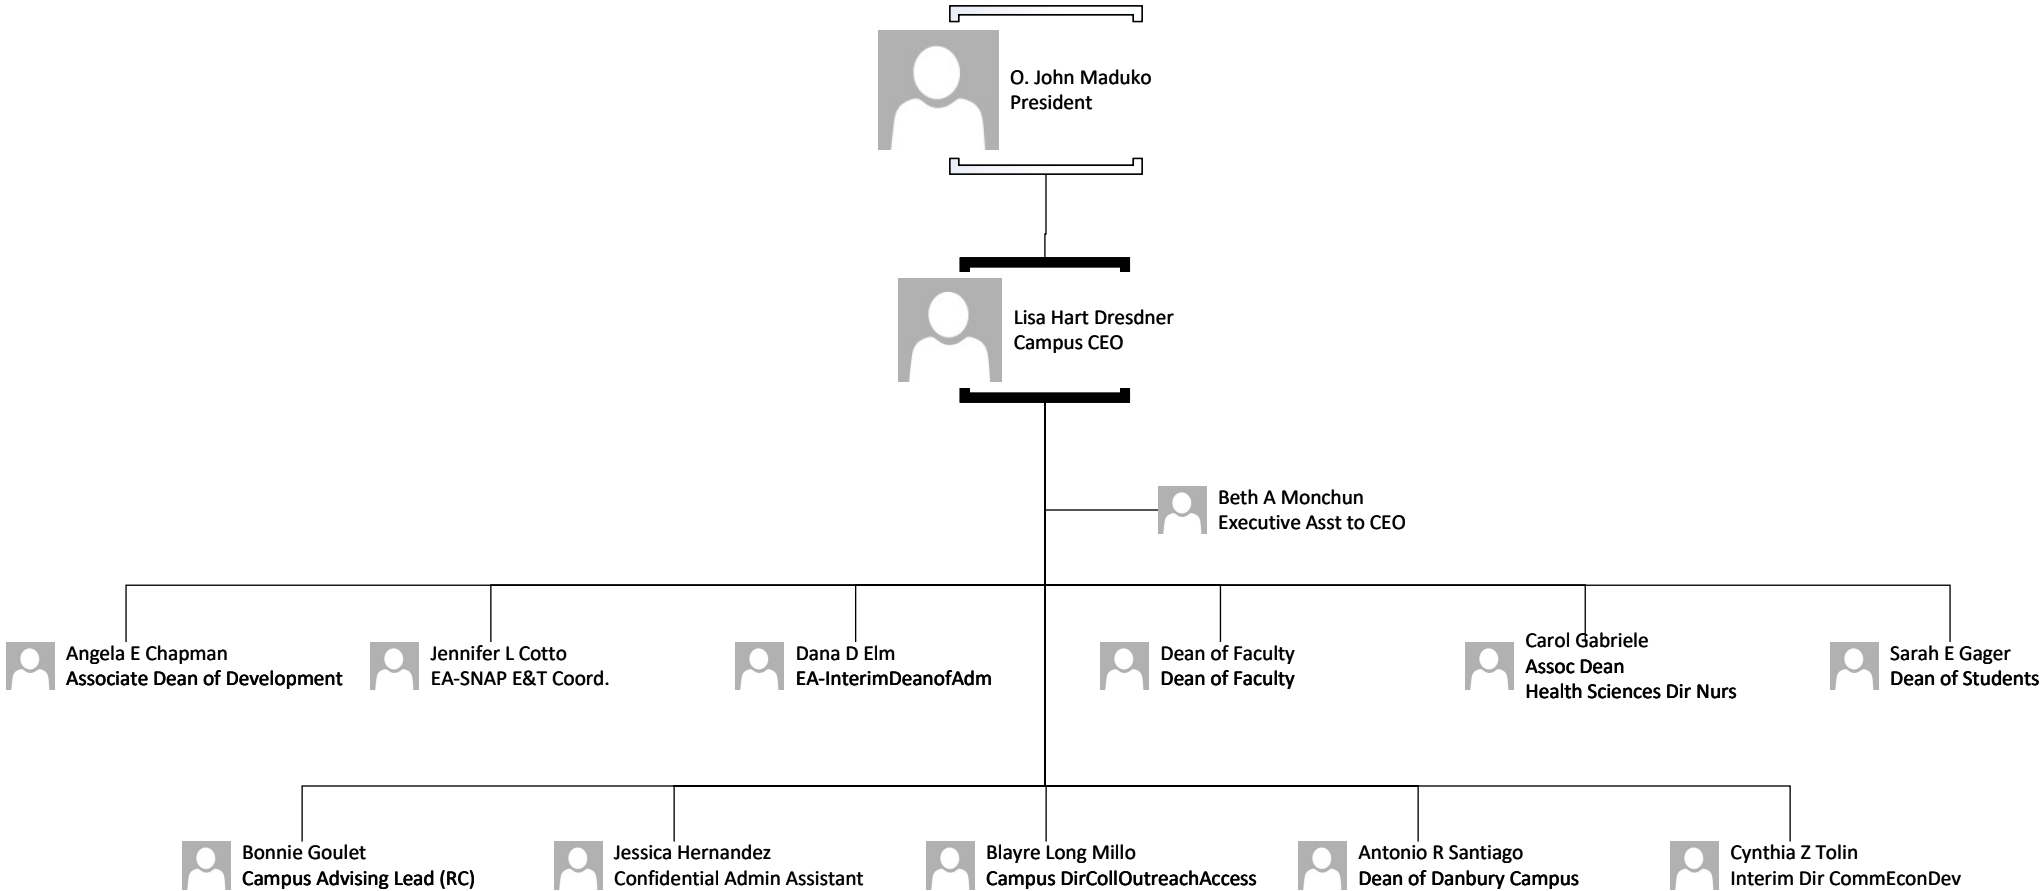 O. John Maduko
President
Lisa Hart Dresdner
Campus CEO
Beth A Monchun
Executive Asst to CEO
Angela E Chapman
Associate Dean of Development
Jennifer L Cotto
EA-SNAP E&T Coord.
Dana D Elm
EA-InterimDeanofAdm
Dean of Faculty
Dean of Faculty
Carol Gabriele
Assoc Dean
Health Sciences Dir Nurs
Sarah E Gager
Dean of Students
Bonnie Goulet
Campus Advising Lead (RC)
Jessica Hernandez
Confidential Admin Assistant
Blayre Long Millo
Campus DirCollOutreachAccess
Antonio R Santiago
Dean of Danbury Campus
Cynthia Z Tolin
Interim Dir CommEconDev